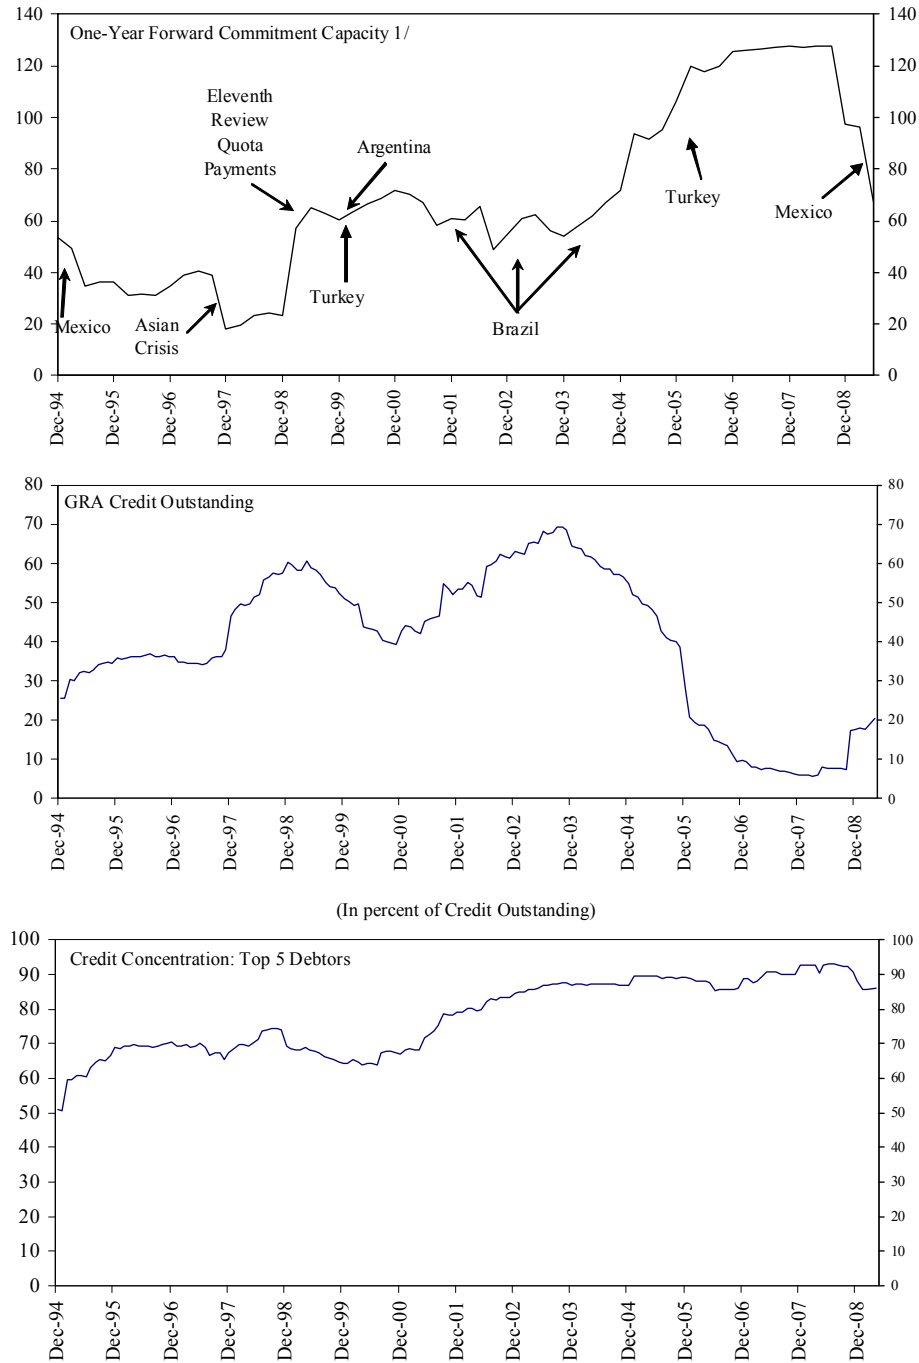 One-Year Forward Commitment Capacity 1/
140
120
100
80
60
40
20
0
140
120
100
80
60
40
20
0
Eleventh
Review
Quota
Payments
Argentina
Turkey
Mexico
Asian
Crisis
Turkey
Brazil
Mexico
Dec-94
Dec-95
Dec-96
Dec-97
Dec-98
Dec-99
Dec-00
Dec-01
Dec-02
Dec-03
Dec-04
Dec-05
Dec-06
Dec-07
Dec-08
GRA Credit Outstanding
80
70
60
50
40
30
20
10
0
80
70
60
50
40
30
20
10
0
Dec-94
Dec-95
Dec-96
Dec-97
Dec-98
Dec-99
Dec-00
Dec-01
Dec-02
Dec-03
Dec-04
Dec-05
Dec-06
Dec-07
Dec-08
(In percent of Credit Outstanding)
Credit Concentration: Top 5 Debtors
100
90
80
70
60
50
40
30
20
10
0
100
90
80
70
60
50
40
30
20
10
0
Dec-94
Dec-95
Dec-96
Dec-97
Dec-98
Dec-99
Dec-00
Dec-01
Dec-02
Dec-03
Dec-04
Dec-05
Dec-06
Dec-07
Dec-08